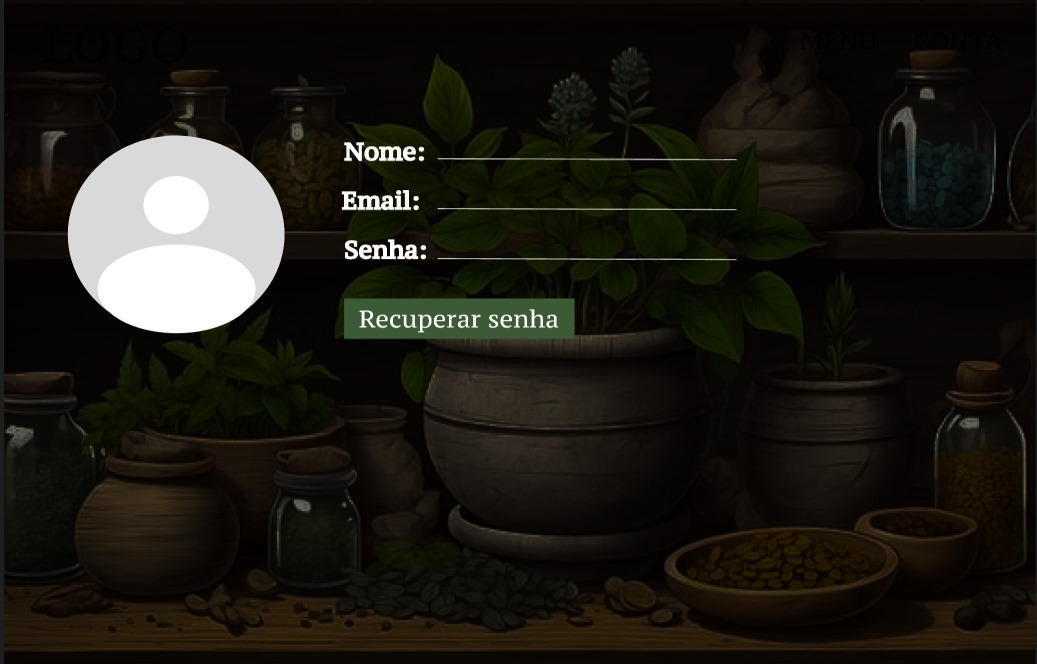 LOGO
MENU CONTA
Nome:
Email:
Senha:
Recuperar senha